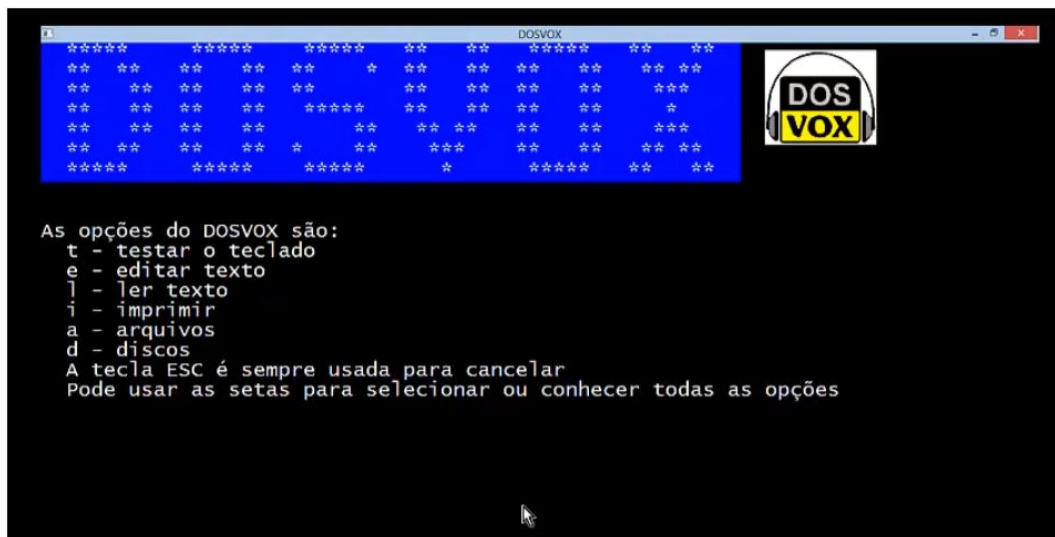 DOSVOX
DOSVOX
DOS
VOX
As opções do DOSVOX são:
t - testar o teclado
e - editar texto
l - ler texto
i - imprimir
a - arquivos
d - discos
A tecla ESC é sempre usada para cancelar
Pode usar as setas para selecionar ou conhecer todas as opções